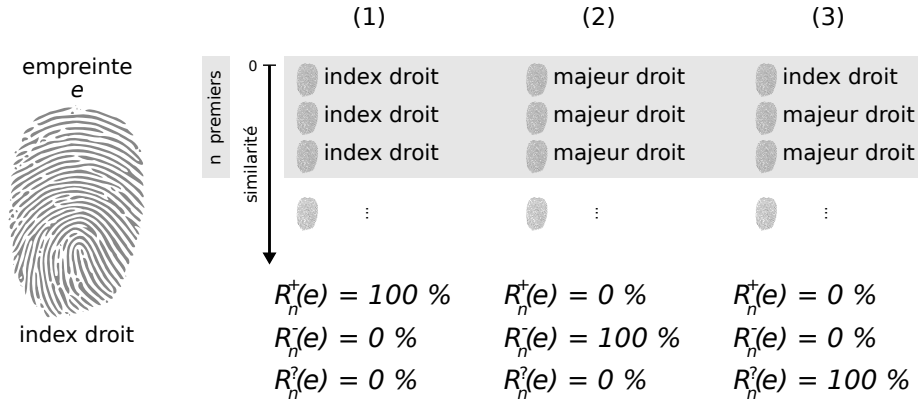 (1) (2) (3)
empreinte
e
index droit
n premiers
similarité
0
index droit majeur droit index droit
index droit majeur droit majeur droit
index droit majeur droit majeur droit
... ... ...
R+n(e) = 100 % R+n(e) = 0 % R+n(e) = 0 %
R-n(e) = 0 % R-n(e) = 100 % R-n(e) = 0 %
R?n(e) = 0 % R?n(e) = 0 % R?n(e) = 100 %